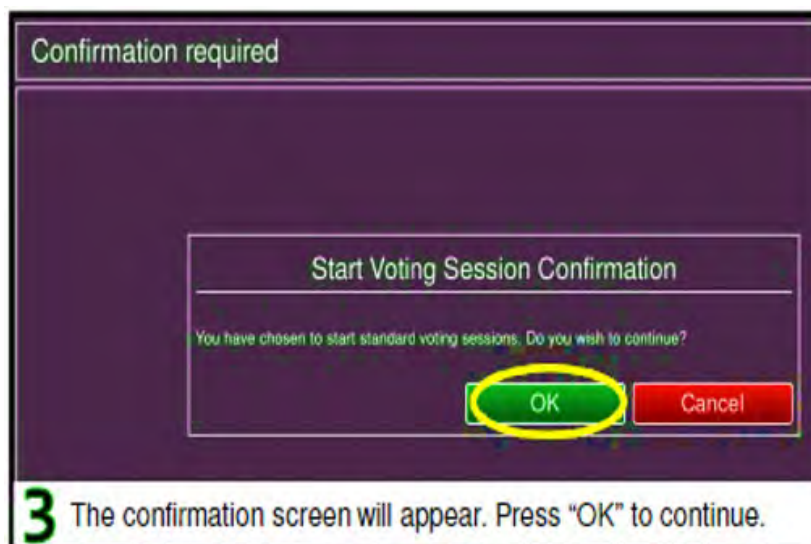 Confirmation required
Start Voting Session Confirmation
You have chosen to start standard voting sessions. Do you wish to continue?
OK Cancel
3 The confirmation screen will appear. Press “OK” to continue.